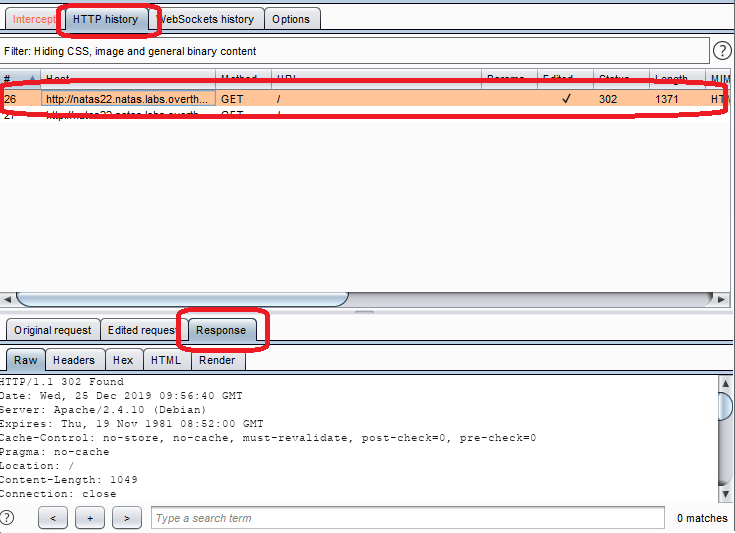 Intercept HTTP history WebSockets history Options
Filter: Hiding CSS, image and general binary content ?
# Host Method URL Params Edited Status Length MIM
26 http://natas22.natas.labs.overth... GET / ✓ 302 1371 HT
27 http://natas22.natas.labs.overth... GET /
Original request Edited request Response
Raw Headers Hex HTML Render
HTTP/1.1 302 Found
Date: Wed, 25 Dec 2019 09:56:40 GMT
Server: Apache/2.4.10 (Debian)
Expires: Thu, 19 Nov 1981 08:52:00 GMT
Cache-Control: no-store, no-cache, must-revalidate, post-check=0, pre-check=0
Pragma: no-cache
Location: /
Content-Length: 1049
Connection: close
? < + > Type a search term 0 matches